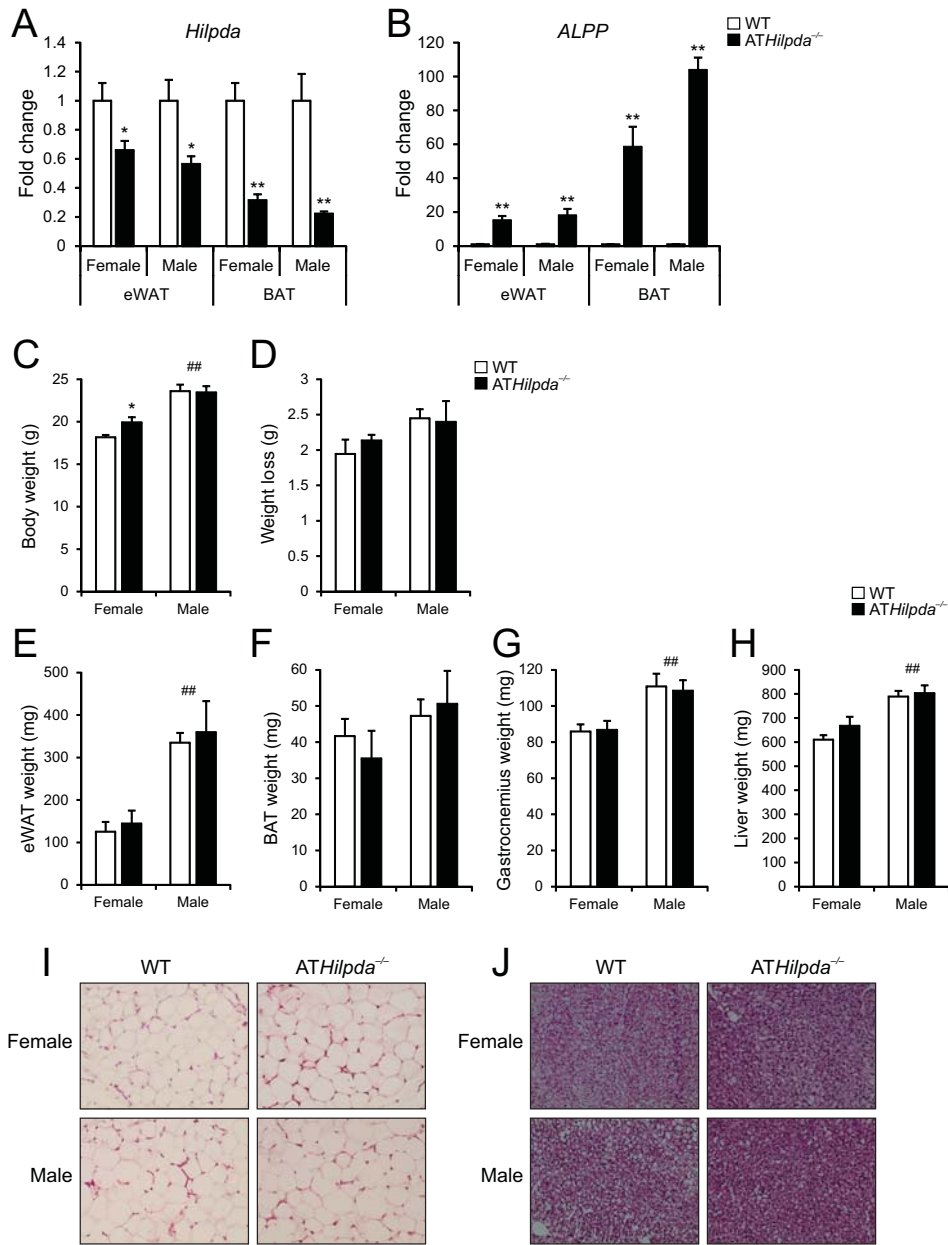 A
Hilpda
Fold change
1.4
1.2
1
0.8
0.6
0.4
0.2
0
*
*
**
**
Female
Male
Female
Male
eWAT
BAT
B
ALPP
WT
ATHilpda–/–
Fold change
120
100
80
60
40
20
0
**
**
**
**
Female
Male
Female
Male
eWAT
BAT
C
Body weight (g)
25
20
15
10
5
0
*
##
Female
Male
D
WT
ATHilpda–/–
Weight loss (g)
3
2.5
2
1.5
1
0.5
0
Female
Male
WT
ATHilpda–/–
E
eWAT weight (mg)
500
400
300
200
100
0
##
Female
Male
F
BAT weight (mg)
60
50
40
30
20
10
0
Female
Male
G
Gastrocnemius weight (mg)
120
100
80
60
40
20
0
##
Female
Male
H
Liver weight (mg)
900
800
700
600
500
400
300
200
100
0
##
Female
Male
I
WT
ATHilpda–/–
Female
Male
J
WT
ATHilpda–/–
Female
Male